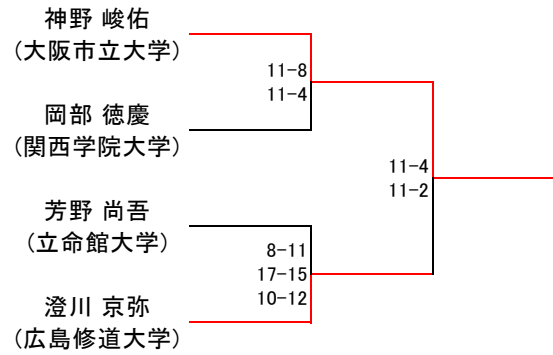 神野 峻佑
(大阪市立大学)
11-8
11-4
岡部 徳慶
(関西学院大学)
11-4
11-2
芳野 尚吾
(立命館大学)
8-11
17-15
10-12
澄川 京弥
(広島修道大学)